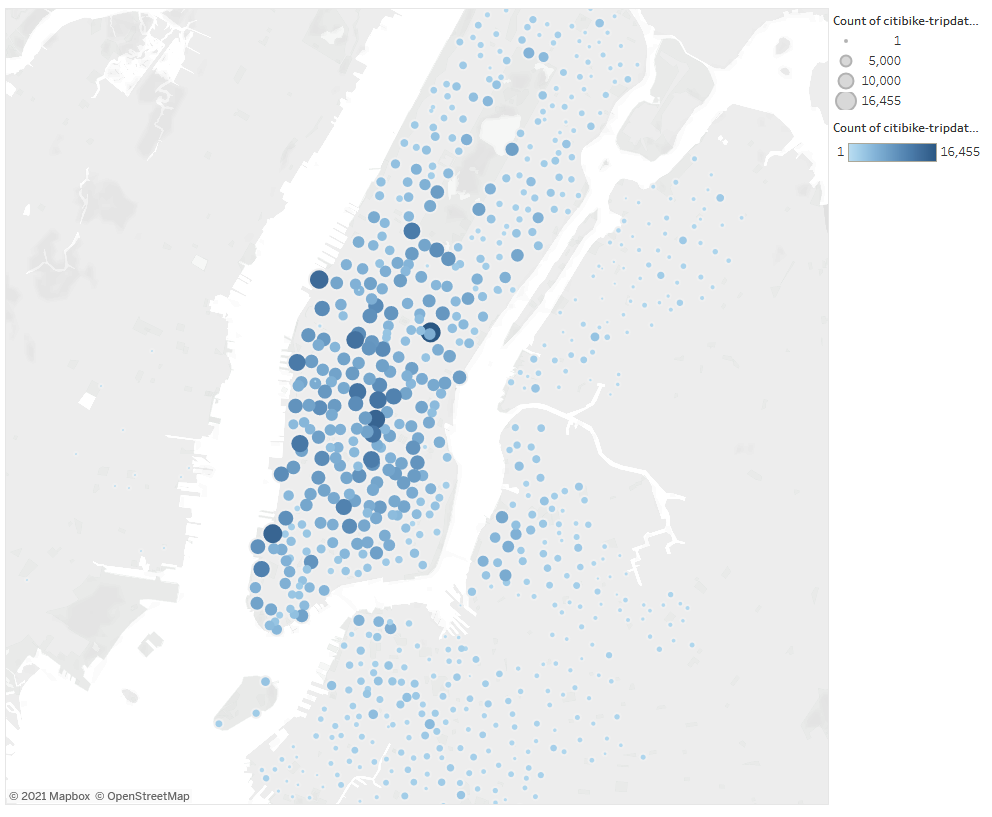 Count of citibike-tripdat...
1
5,000
10,000
16,455
Count of citibike-tripdat...
1 16,455
© 2021 Mapbox © OpenStreetMap